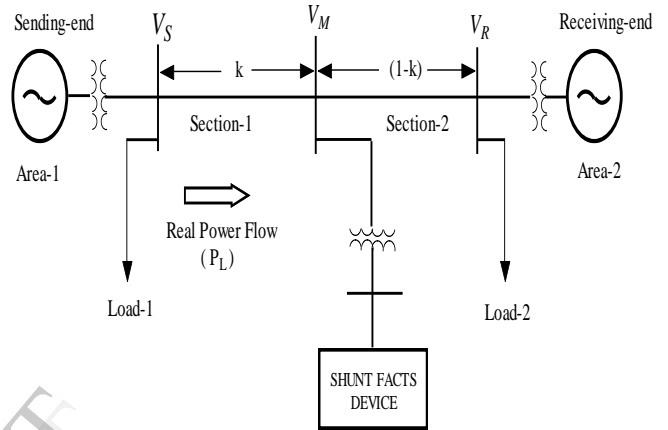 Sending-end
V_S
V_M
V_R
Receiving-end
k
(1-k)
Section-1
Section-2
Area-1
Area-2
Real Power Flow
(P_L)
Load-1
Load-2
SHUNT FACTS
DEVICE